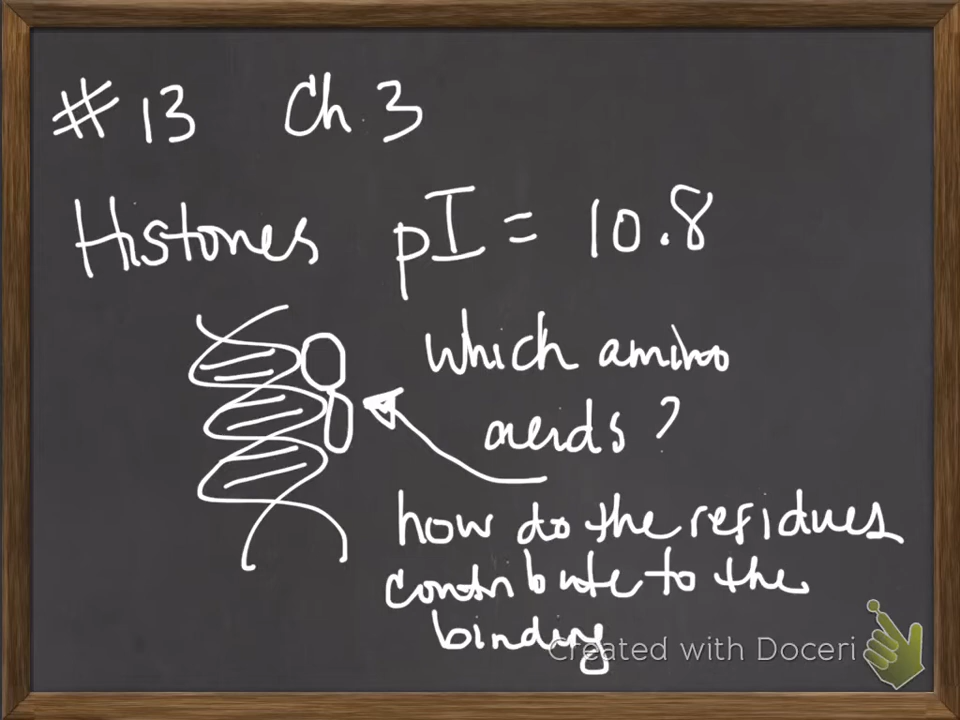 # 13 Ch 3
Histones pI = 10.8
which amino
acids ?
how do the residues
contribute to the
binding
Created with Doceri